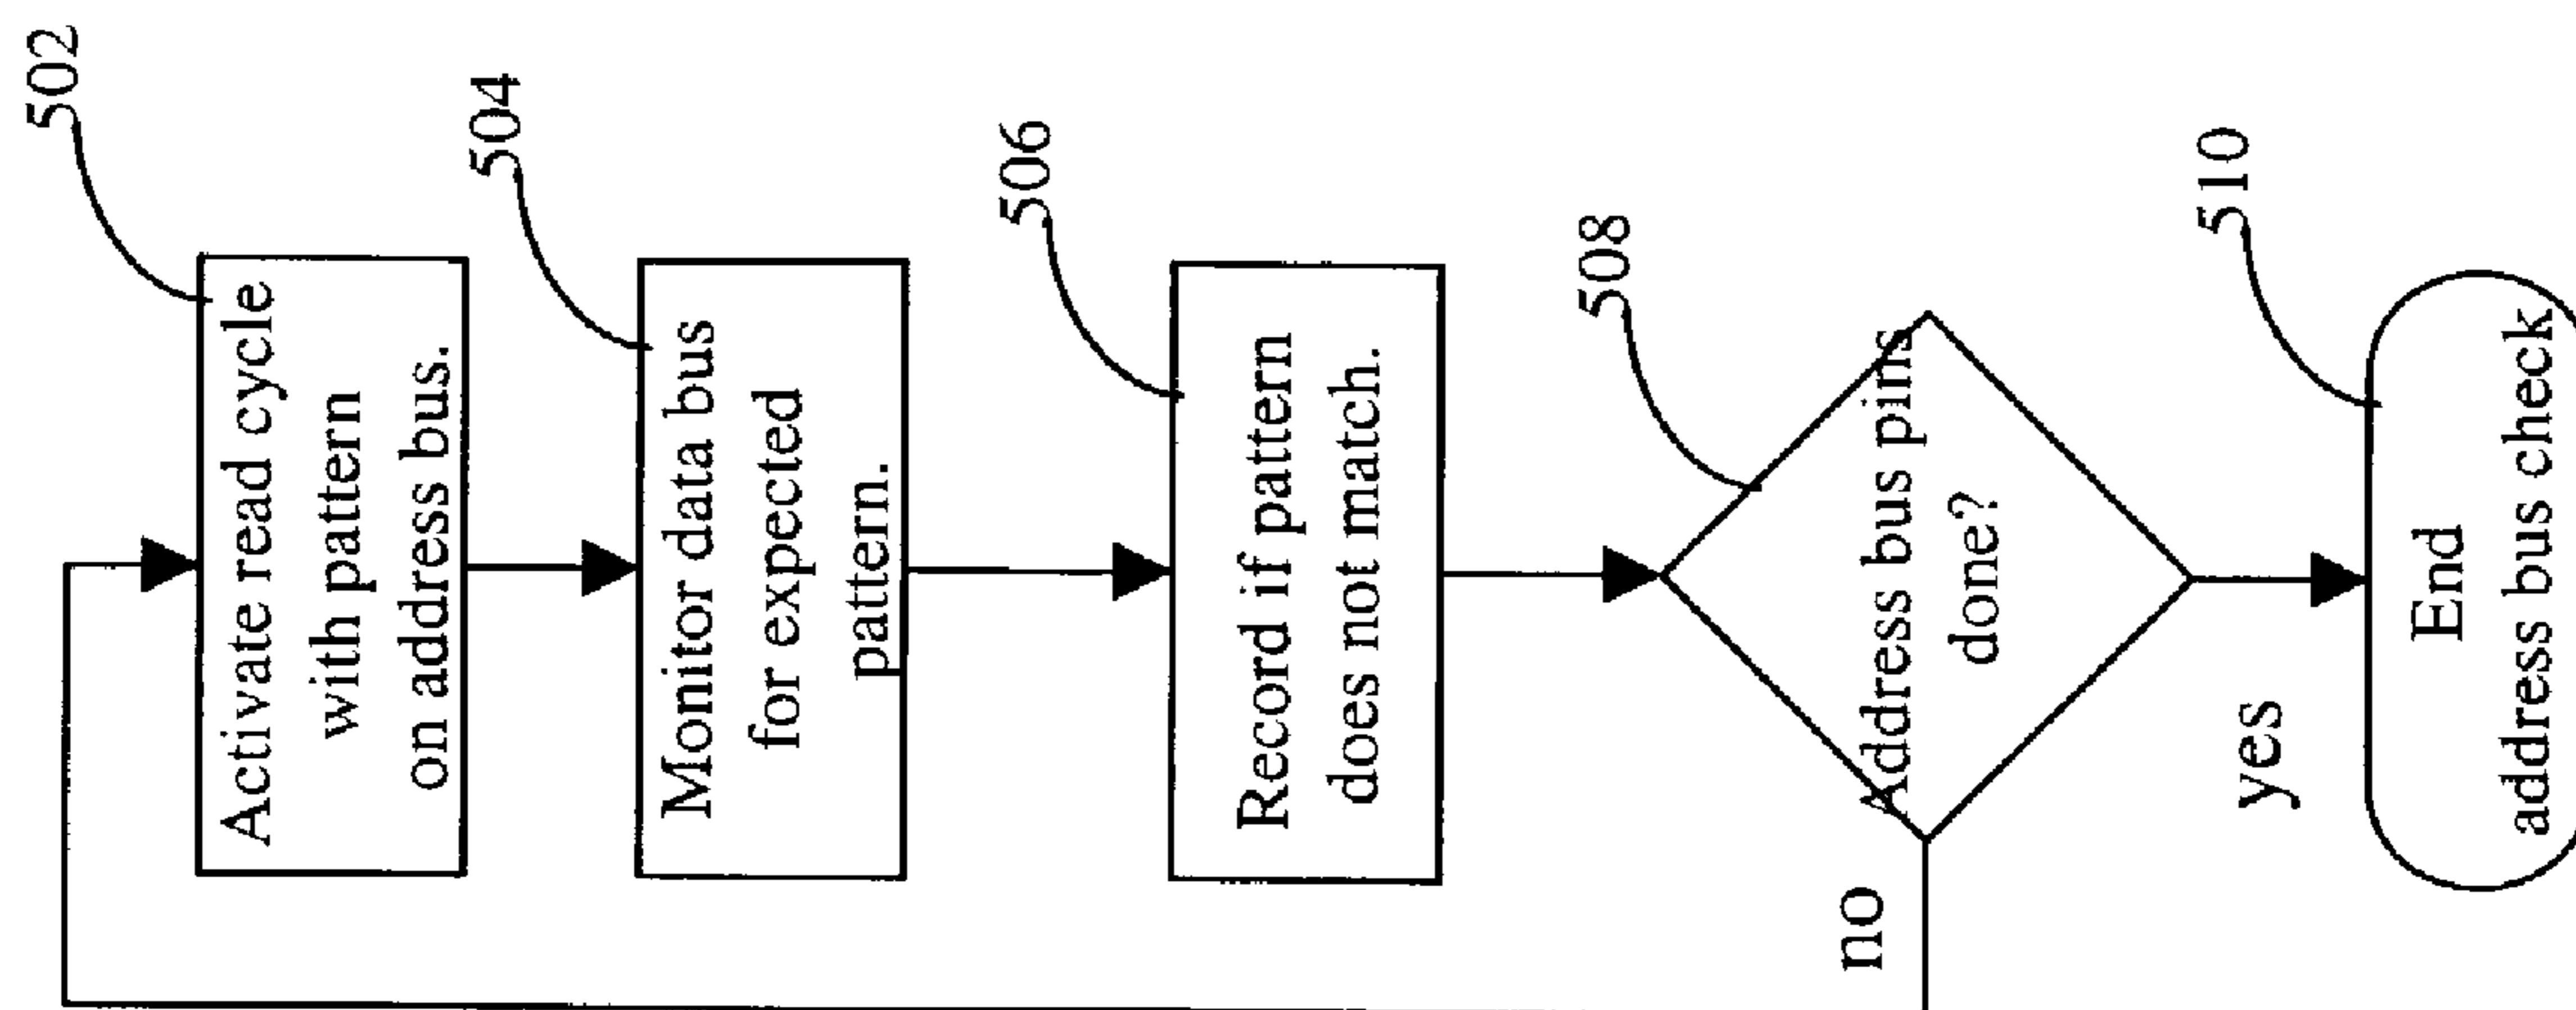 502
Activate read cycle
with pattern
on address bus.
504
Monitor data bus
for expected
pattern.
506
Record if pattern
does not match.
508
Address bus pins
done?
no
yes
510
End
address bus check